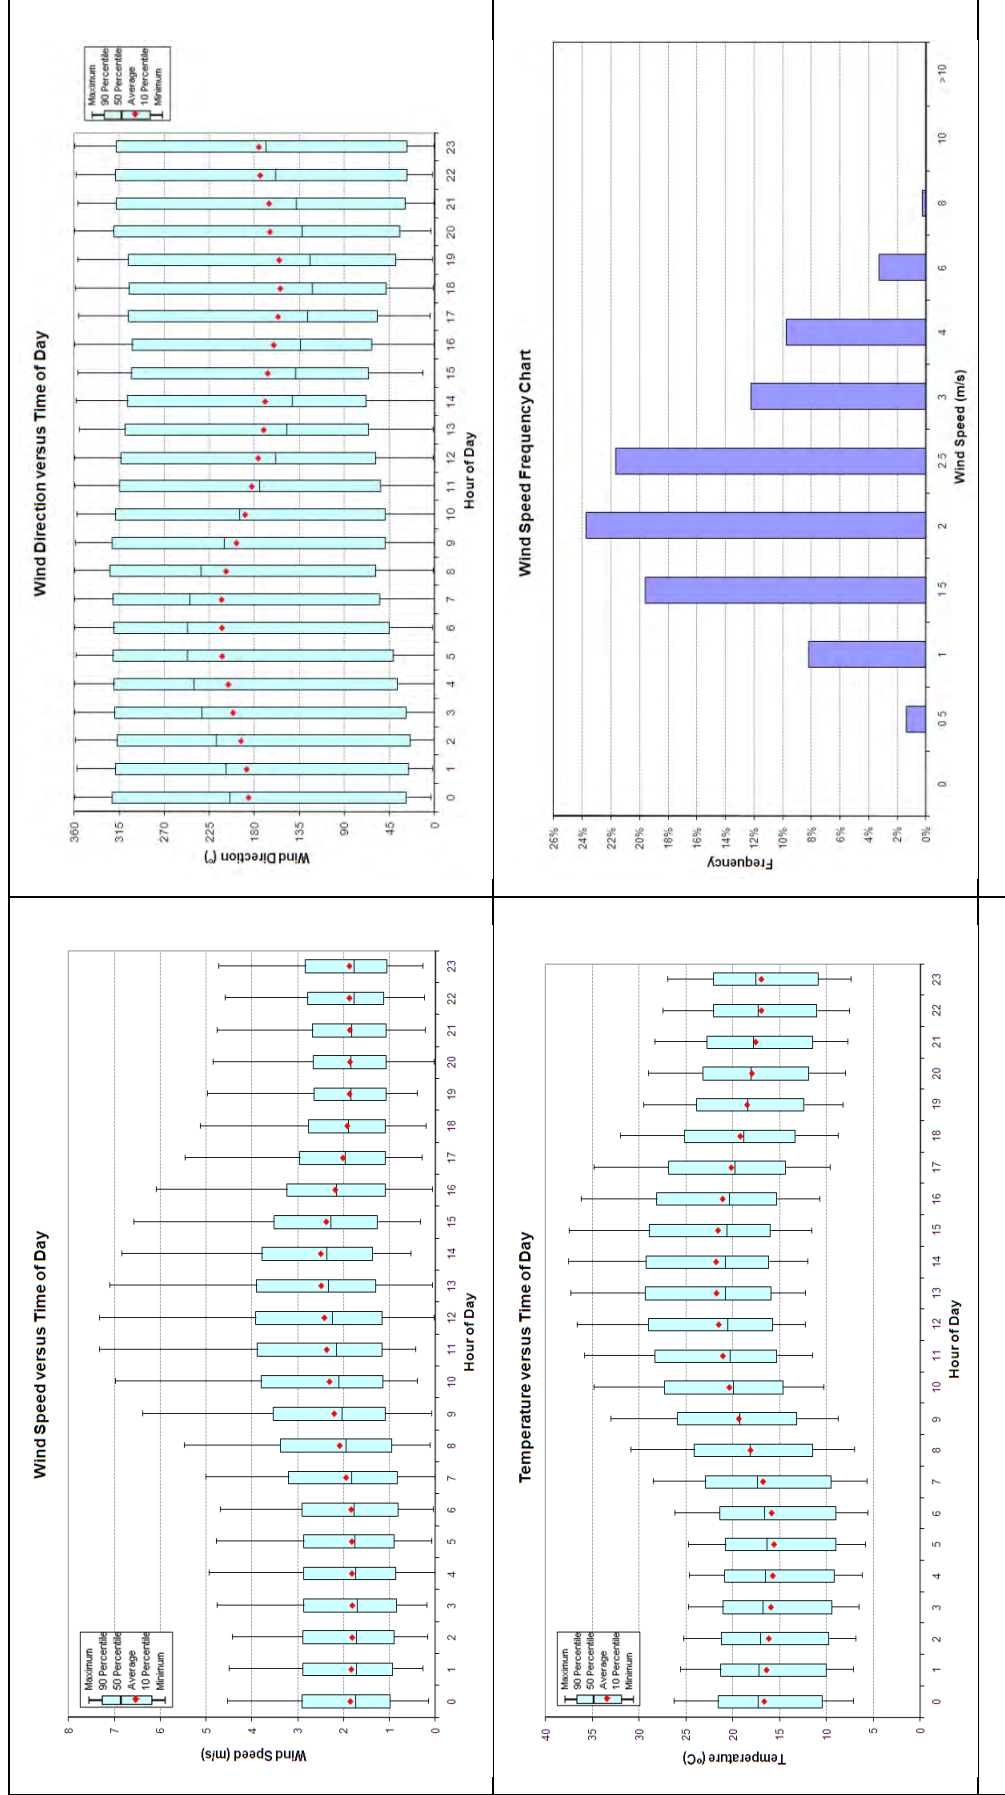 Wind Speed versus Time of Day
Maximum
90 Percentile
50 Percentile
Average
10 Percentile
Minimum
Wind Speed (m/s)
8
7
6
5
4
3
2
1
0
0 1 2 3 4 5 6 7 8 9 10 11 12 13 14 15 16 17 18 19 20 21 22 23
Hour of Day
Wind Direction versus Time of Day
Maximum
90 Percentile
50 Percentile
Average
10 Percentile
Minimum
Wind Direction (°)
360
315
270
225
180
135
90
45
0
0 1 2 3 4 5 6 7 8 9 10 11 12 13 14 15 16 17 18 19 20 21 22 23
Hour of Day
Temperature versus Time of Day
Maximum
90 Percentile
50 Percentile
Average
10 Percentile
Minimum
Temperature (°C)
40
35
30
25
20
15
10
5
0
0 1 2 3 4 5 6 7 8 9 10 11 12 13 14 15 16 17 18 19 20 21 22 23
Hour of Day
Wind Speed Frequency Chart
Frequency
26%
24%
22%
20%
18%
16%
14%
12%
10%
8%
6%
4%
2%
0%
0 0 5 1 1 5 2 2.5 3 4 6 8 10 >10
Wind Speed (m/s)